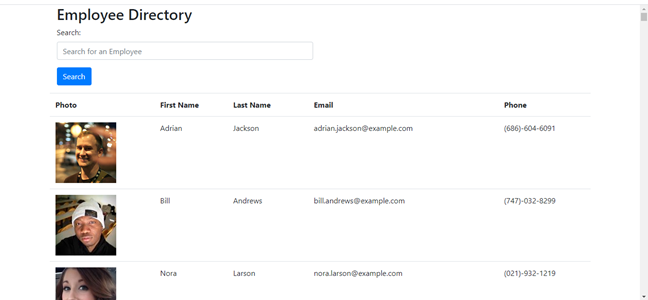 Employee Directory
Search:
Search for an Employee
Search
Photo First Name Last Name Email Phone
Adrian Jackson adrian.jackson@example.com (686)-604-6091
Bill Andrews bill.andrews@example.com (747)-032-8299
Nora Larson nora.larson@example.com (021)-932-1219